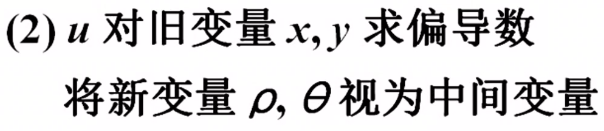 (2) u 对旧变量 x, y 求偏导数
将新变量 ρ, θ 视为中间变量